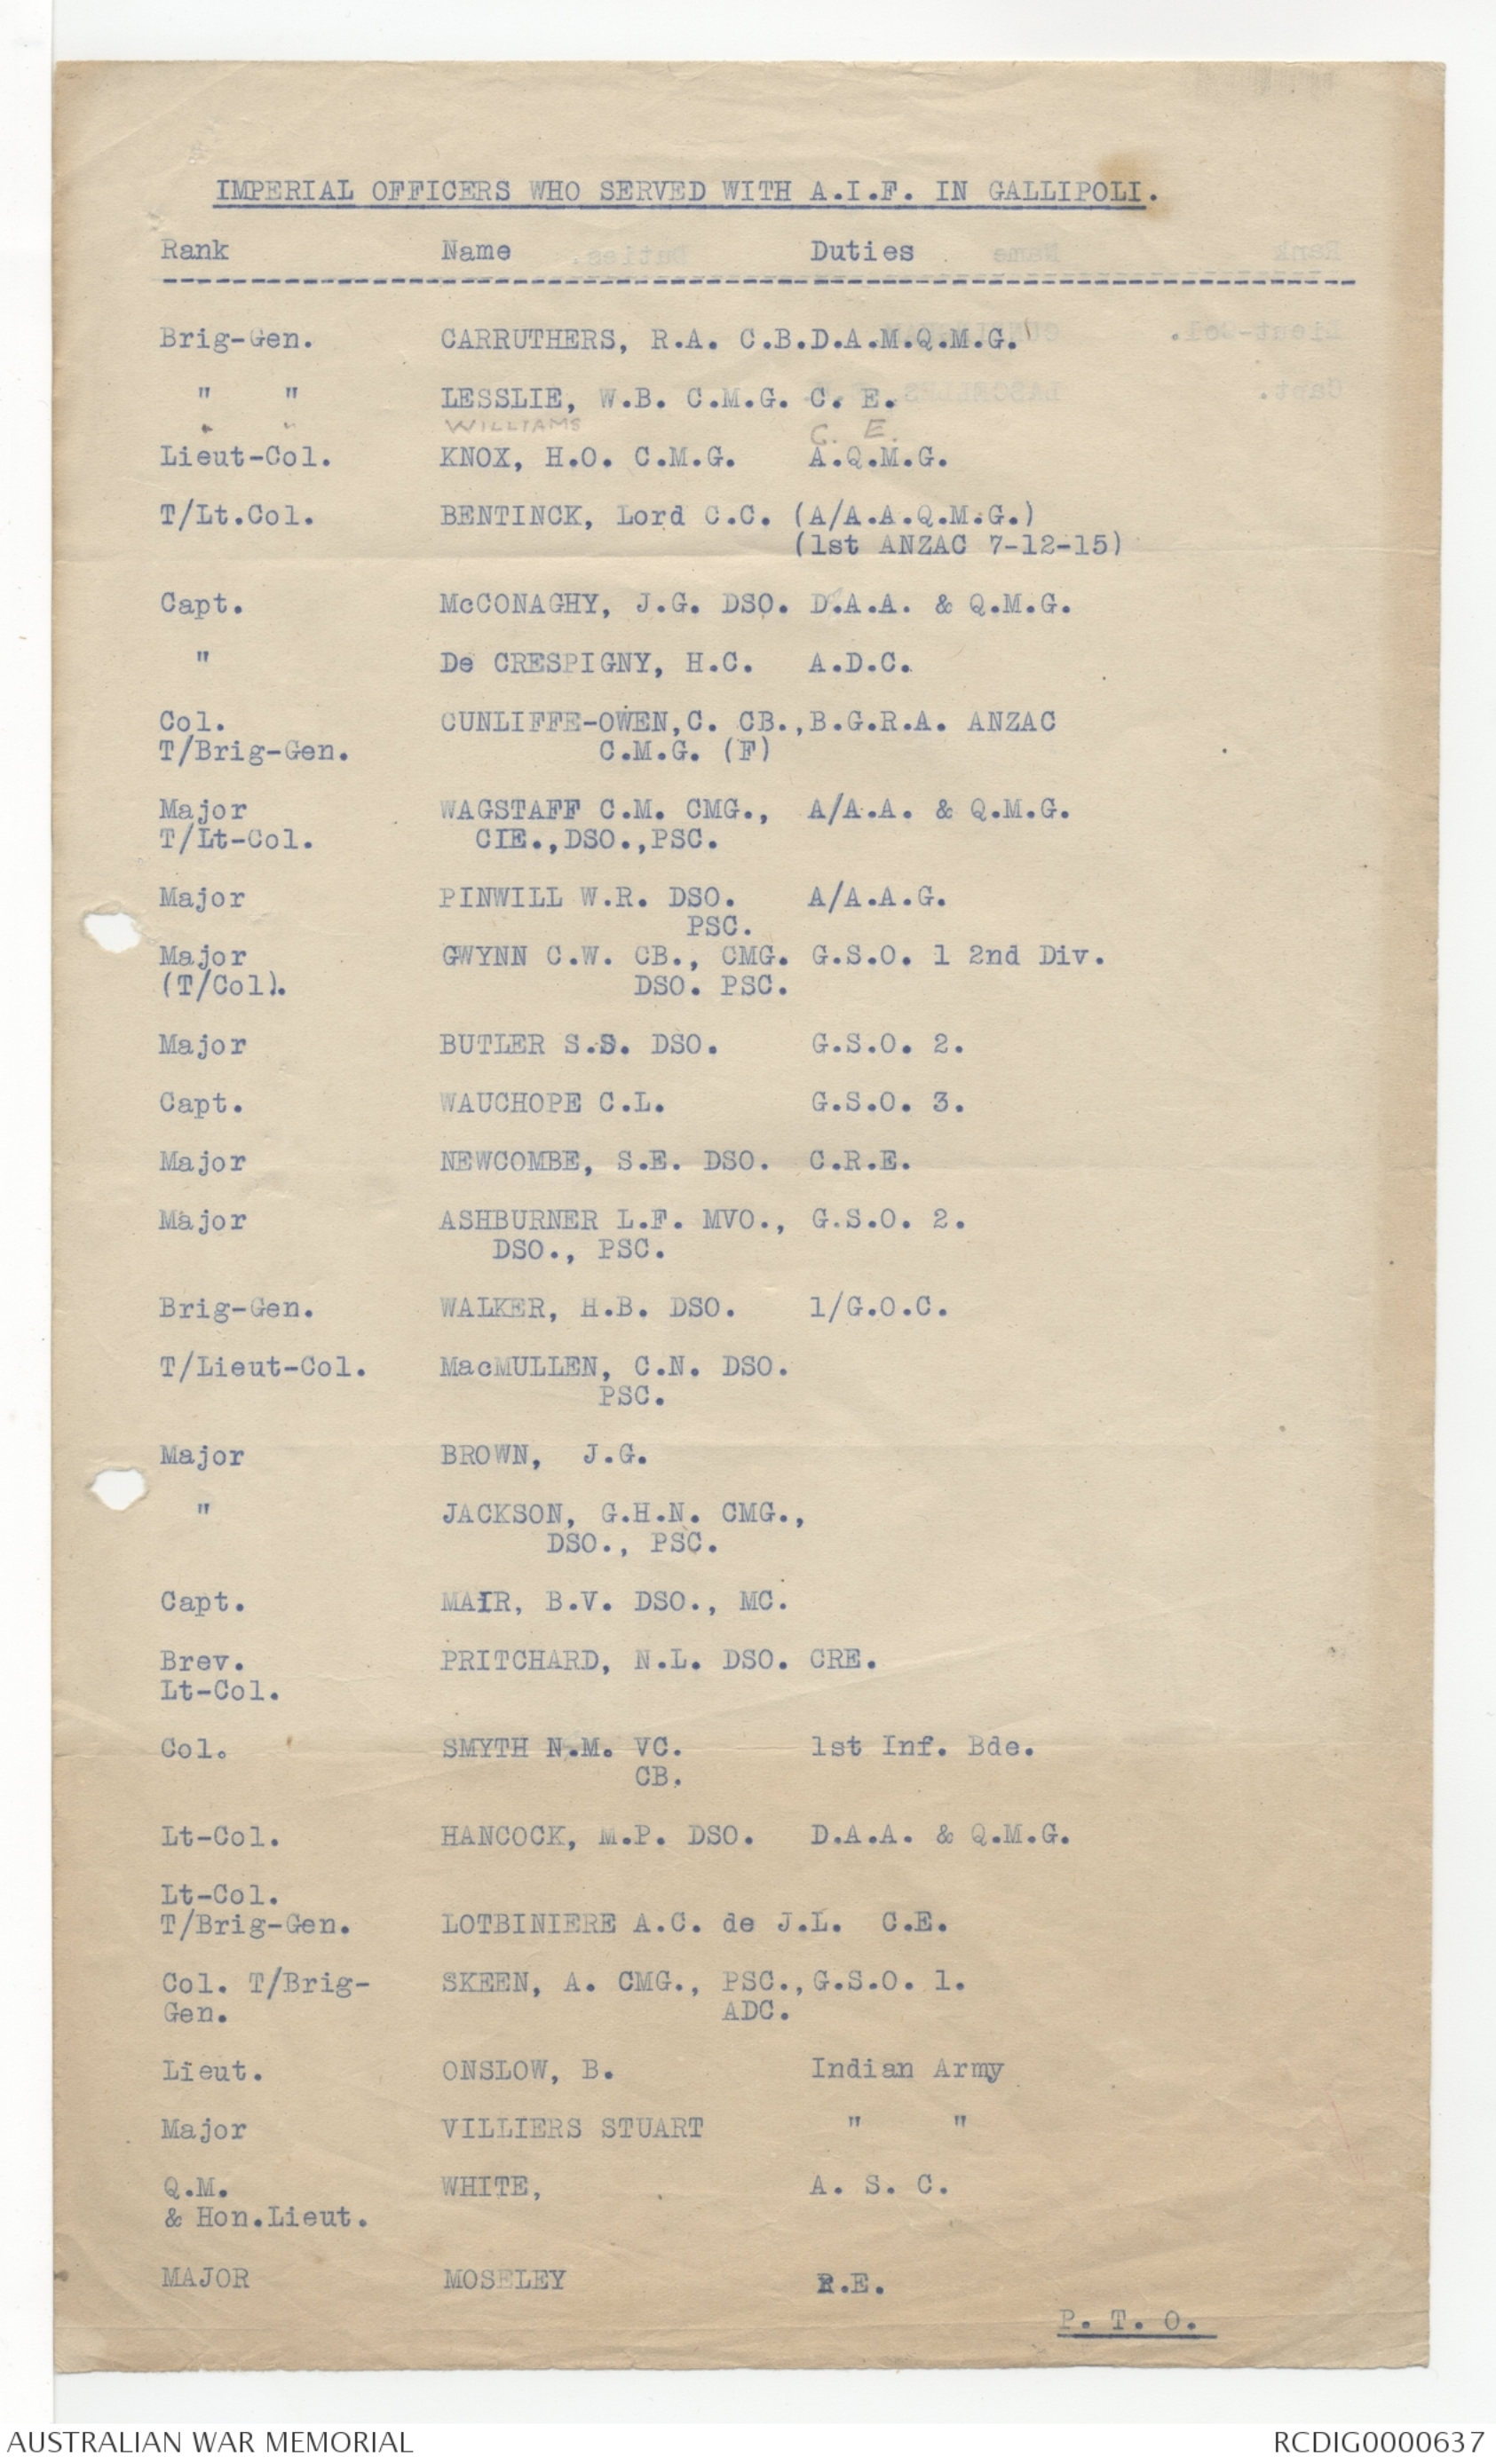 IMPERIAL OFFICERS WHO SERVED WITH A.I.F. IN GALLIPOLI.
Rank Name Duties
Brig-Gen. CARRUTHERS, R.A. C.B.D.A.M.Q.M.G.
" " LESSLIE, W.B. C.M.G. C. E.
" " WILLIAMS C. E.
Lieut-Col. KNOX, H.O. C.M.G. A.Q.M.G.
T/Lt.Col. BENTINCK, Lord C.C. (A/A.A.Q.M.G.)
(1st ANZAC 7-12-15)
Capt. McCONAGHY, J.G. DSO. D.A.A. & Q.M.G.
" De CRESPIGNY, H.C. A.D.C.
Col. CUNLIFFE-OWEN,C. CB.,B.G.R.A. ANZAC
T/Brig-Gen. C.M.G. (F)
Major WAGSTAFF C.M. CMG., A/A.A. & Q.M.G.
T/Lt-Col. CIE.,DSO.,PSC.
Major PINWILL W.R. DSO. A/A.A.G.
PSC.
Major GWYNN C.W. CB., CMG. G.S.O. 1 2nd Div.
(T/Col). DSO. PSC.
Major BUTLER S.S. DSO. G.S.O. 2.
Capt. WAUCHOPE C.L. G.S.O. 3.
Major NEWCOMBE, S.E. DSO. C.R.E.
Major ASHBURNER L.F. MVO., G.S.O. 2.
DSO., PSC.
Brig-Gen. WALKER, H.B. DSO. 1/G.O.C.
T/Lieut-Col. MacMULLEN, C.N. DSO.
PSC.
Major BROWN, J.G.
" JACKSON, G.H.N. CMG.,
DSO., PSC.
Capt. MAIR, B.V. DSO., MC.
Brev. PRITCHARD, N.L. DSO. CRE.
Lt-Col.
Col. SMYTH N.M. VC. 1st Inf. Bde.
CB.
Lt-Col. HANCOCK, M.P. DSO. D.A.A. & Q.M.G.
Lt-Col.
T/Brig-Gen. LOTBINIERE A.C. de J.L. C.E.
Col. T/Brig- SKEEN, A. CMG., PSC.,G.S.O. 1.
Gen. ADC.
Lieut. ONSLOW, B. Indian Army
Major VILLIERS STUART " "
Q.M. WHITE, A. S. C.
& Hon.Lieut.
MAJOR MOSELEY R.E.
P. T. O.
AUSTRALIAN WAR MEMORIAL RCDIG0000637